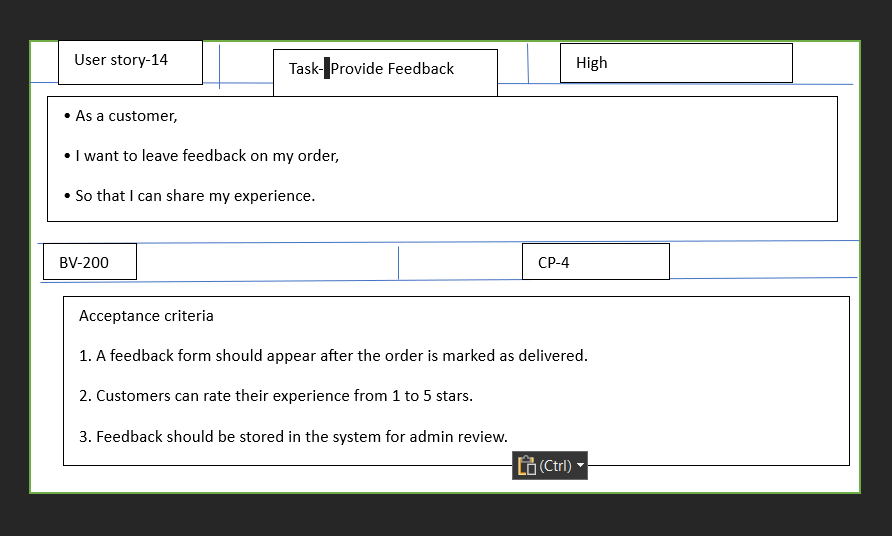 User story-14
Task- Provide Feedback
High
• As a customer,
• I want to leave feedback on my order,
• So that I can share my experience.
BV-200
CP-4
Acceptance criteria
1. A feedback form should appear after the order is marked as delivered.
2. Customers can rate their experience from 1 to 5 stars.
3. Feedback should be stored in the system for admin review.
(Ctrl)